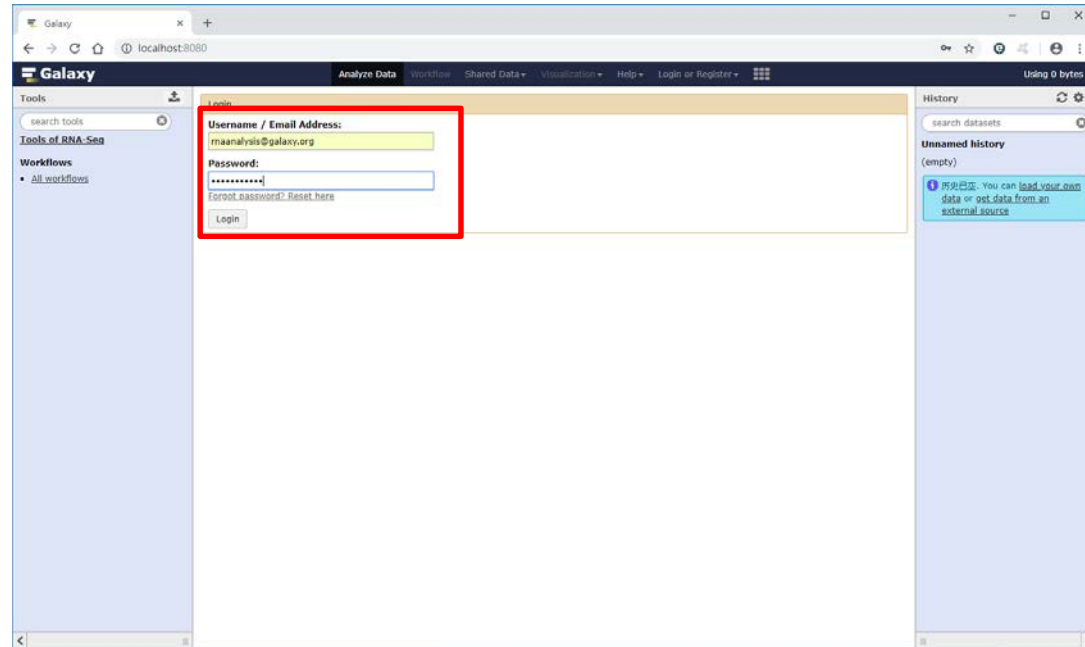 Galaxy
localhost:8080
Galaxy
Analyze Data Workflow Shared Data Visualization Help Login or Register
Using 0 bytes
Tools
search tools
Tools of RNA-Seq
Workflows
All workflows
Login
Username / Email Address:
rnaanalysis@galaxy.org
Password:
•••••••••••
Forgot password? Reset here
Login
History
search datasets
Unnamed history
(empty)
历史已空. You can load your own
data or get data from an
external source